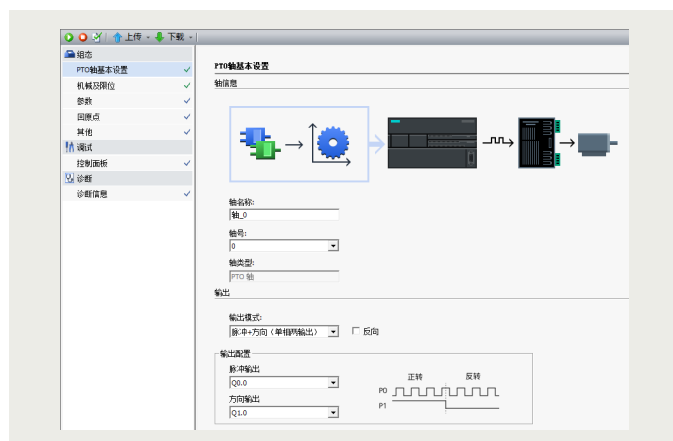 上传 下载
组态
PTO轴基本设置
机械及限位
参数
回原点
其他
调试
控制面板
诊断
诊断信息
PTO轴基本设置
轴信息
轴名称:
轴_0
轴号:
0
轴类型:
PTO 轴
输出
输出模式:
脉冲+方向（单相两输出） 反向
输出配置
脉冲输出
Q0.0
方向输出
Q1.0
正转 反转
P0
P1